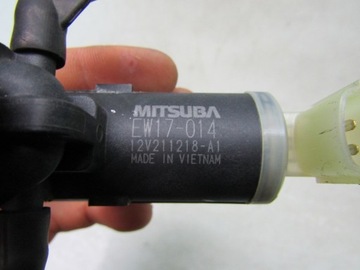 MITSUBA
EW17-014
12V211218-A1
MADE IN VIETNAM